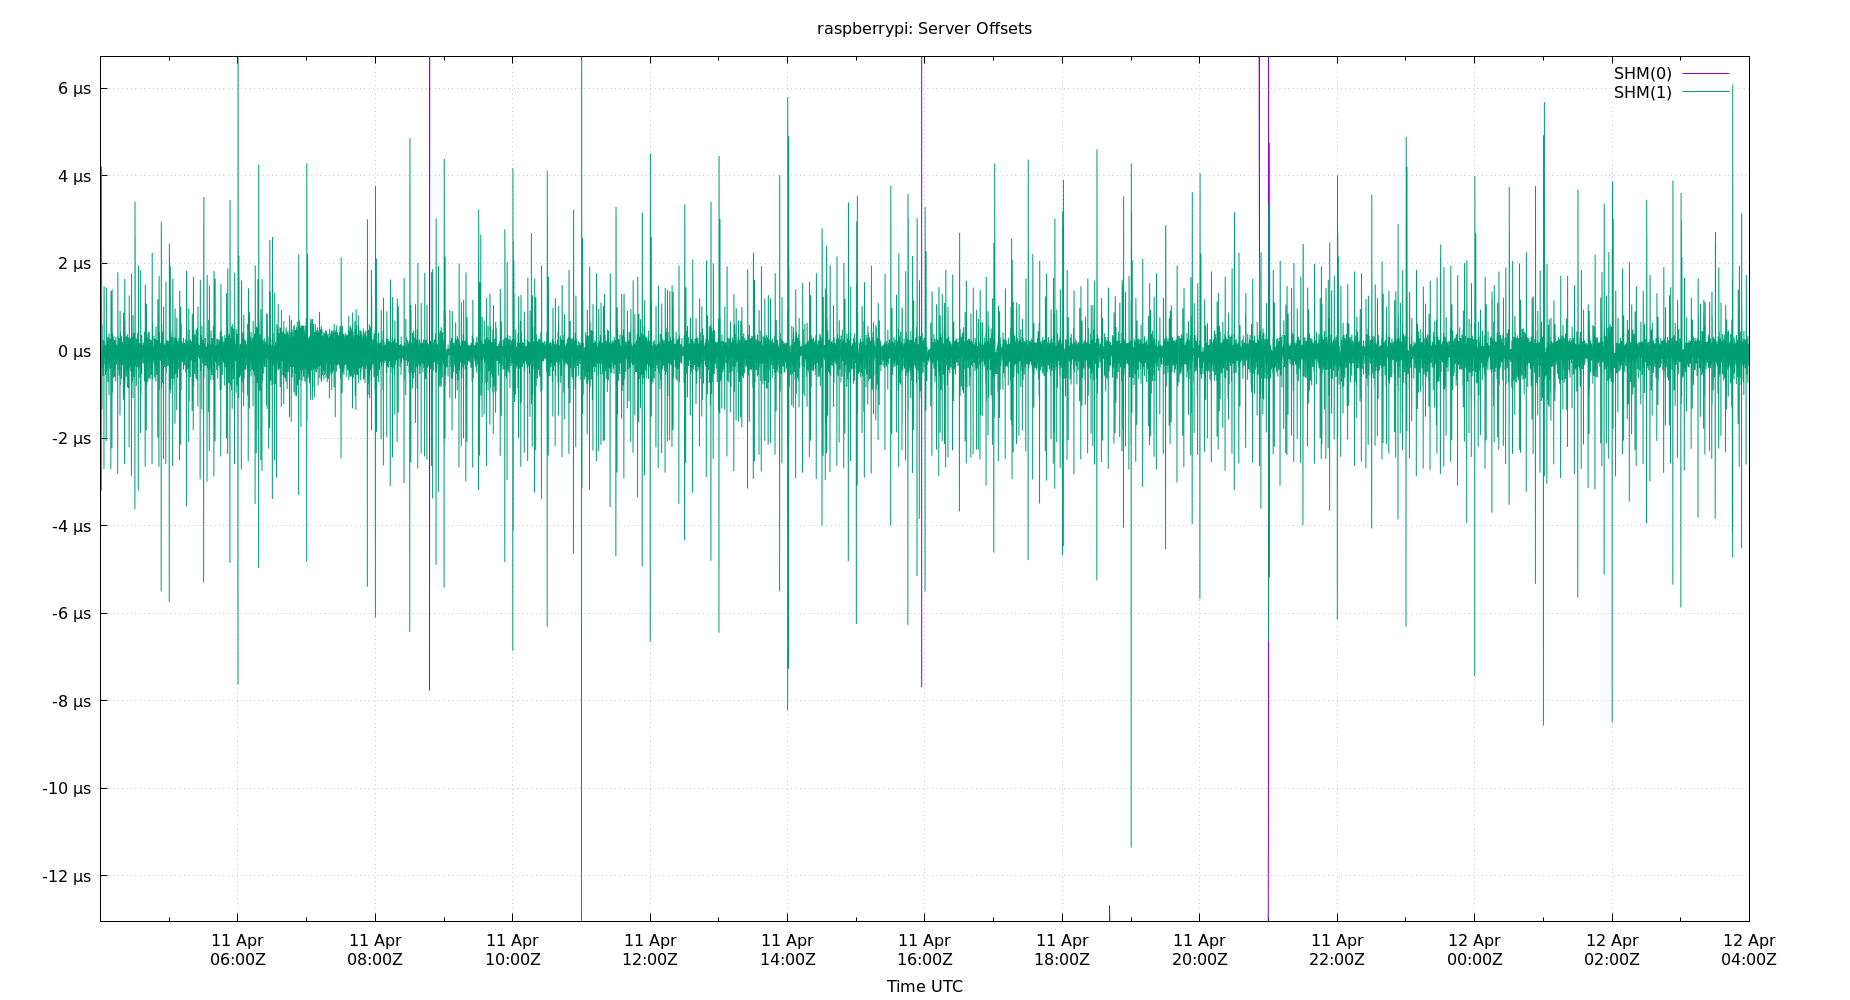 raspberrypi: Server Offsets
SHM(0)
SHM(1)
6 µs
4 µs
2 µs
0 µs
-2 µs
-4 µs
-6 µs
-8 µs
-10 µs
-12 µs
11 Apr 11 Apr 11 Apr 11 Apr 11 Apr 11 Apr 11 Apr 11 Apr 11 Apr 12 Apr 12 Apr 12 Apr
06:00Z 08:00Z 10:00Z 12:00Z 14:00Z 16:00Z 18:00Z 20:00Z 22:00Z 00:00Z 02:00Z 04:00Z
Time UTC